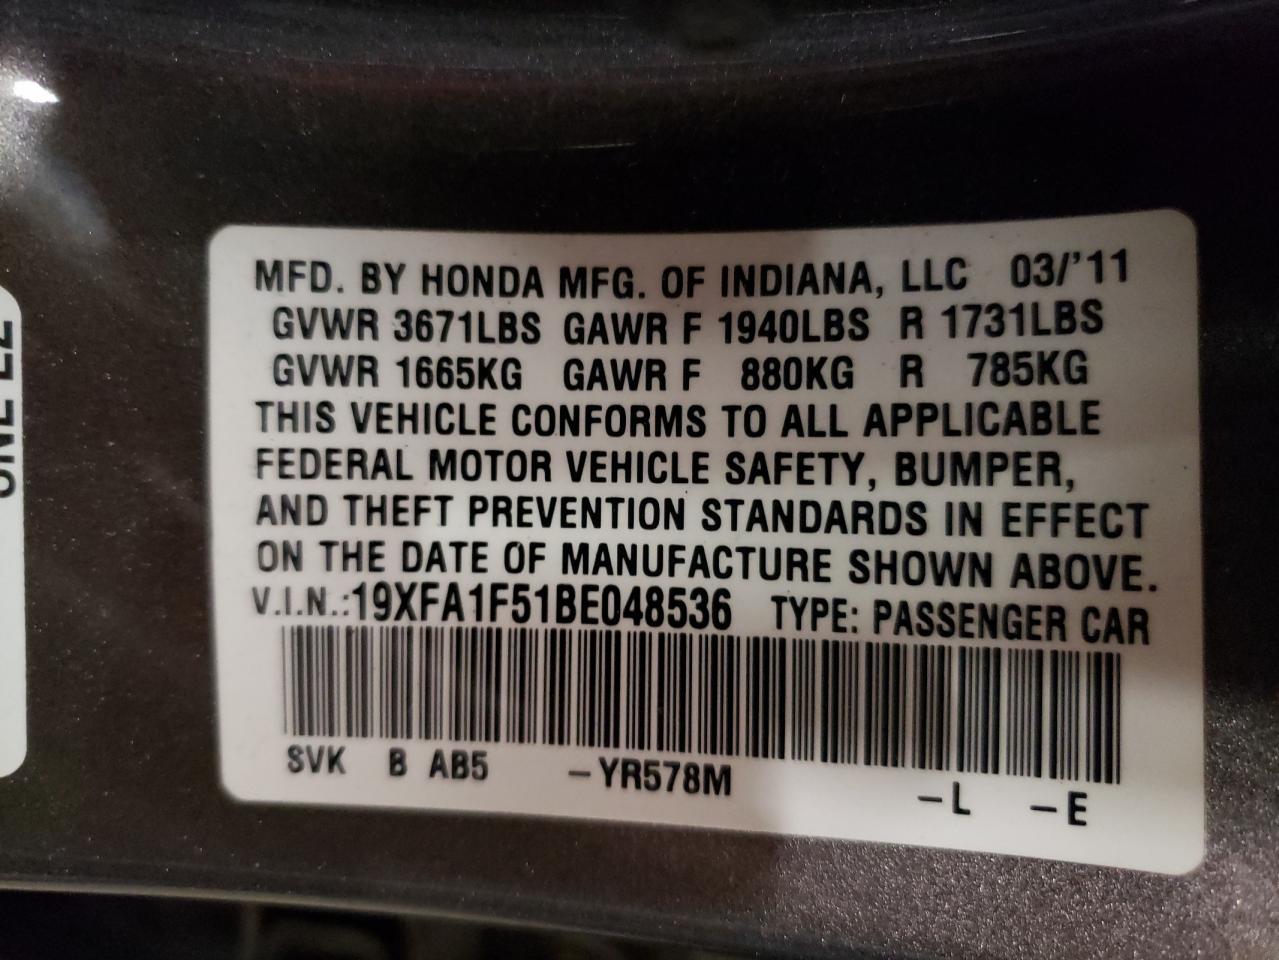 MFD. BY HONDA MFG. OF INDIANA, LLC 03/'11
GVWR 3671LBS GAWR F 1940LBS R 1731LBS
GVWR 1665KG GAWR F 880KG R 785KG
THIS VEHICLE CONFORMS TO ALL APPLICABLE
FEDERAL MOTOR VEHICLE SAFETY, BUMPER,
AND THEFT PREVENTION STANDARDS IN EFFECT
ON THE DATE OF MANUFACTURE SHOWN ABOVE.
V.I.N.:19XFA1F51BE048536 TYPE: PASSENGER CAR
SVK B AB5 -YR578M -L -E